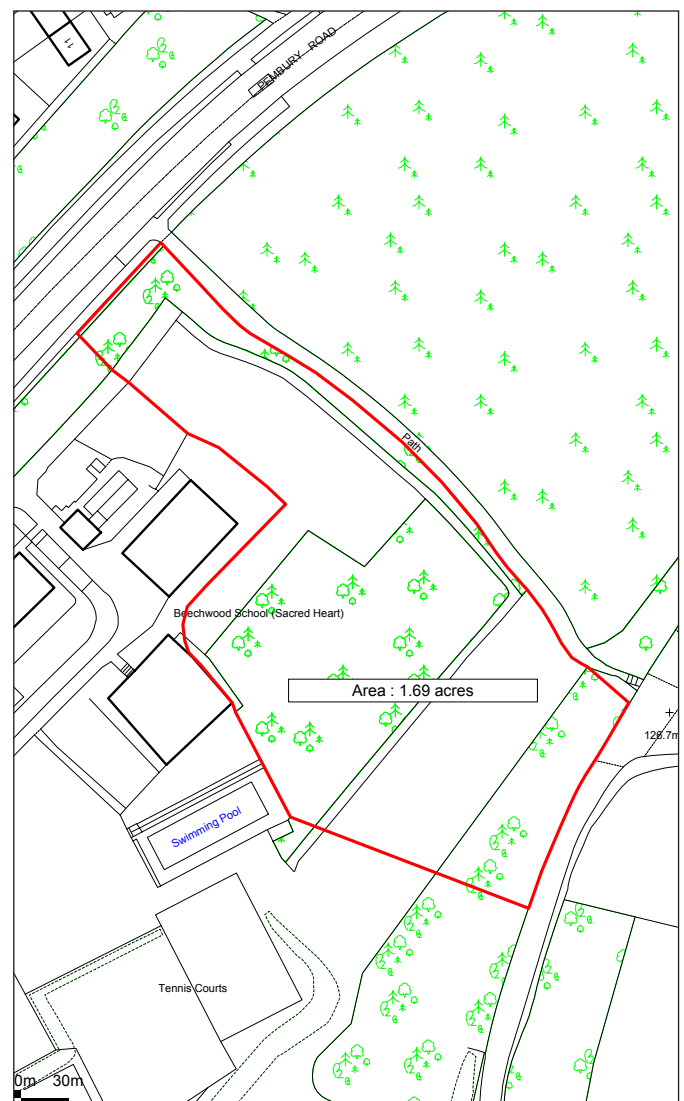 11
PEMBURY ROAD
Path
Beechwood School (Sacred Heart)
Area : 1.69 acres
126.7m
Swimming Pool
Tennis Courts
0m 30m